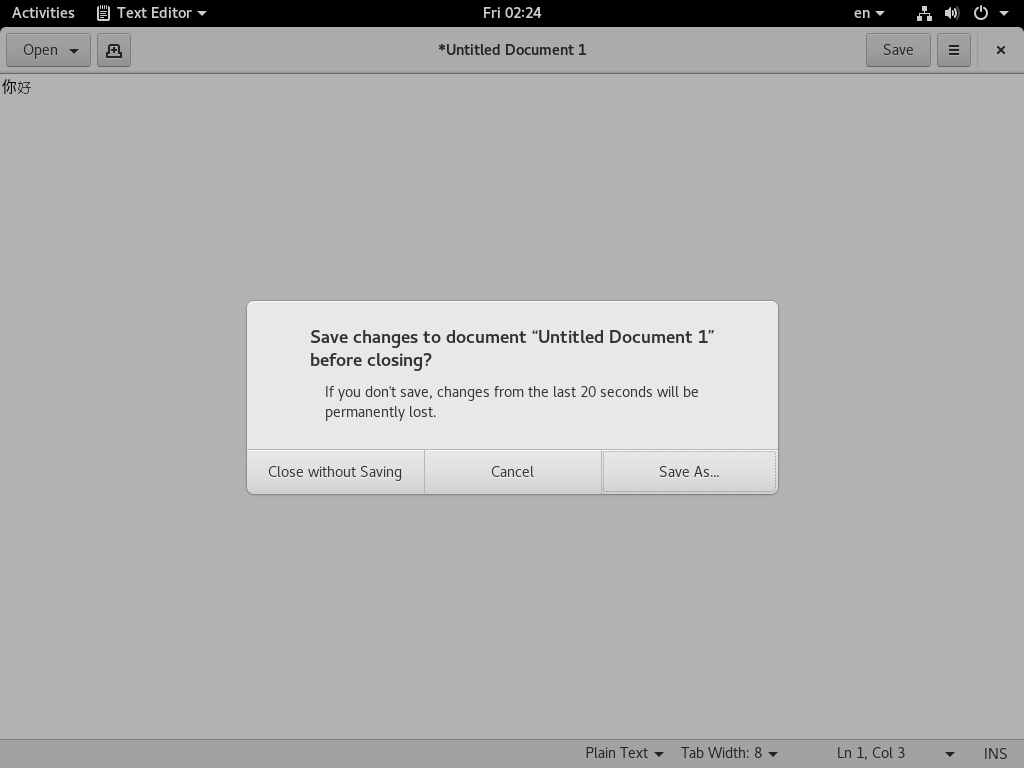 Activities Text Editor Fri 02:24 en
Open *Untitled Document 1 Save
你好
Save changes to document “Untitled Document 1”
before closing?
If you don't save, changes from the last 20 seconds will be
permanently lost.
Close without Saving Cancel Save As...
Plain Text Tab Width: 8 Ln 1, Col 3 INS